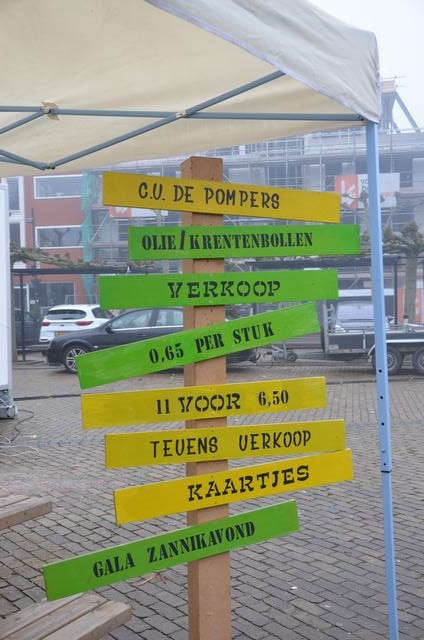 C.V. DE POMPERS
OLIE/KRENTENBOLLEN
VERKOOP
0,65 PER STUK
11 VOOR 6,50
TEVENS VERKOOP
KAARTJES
GALA ZANNIKAVOND